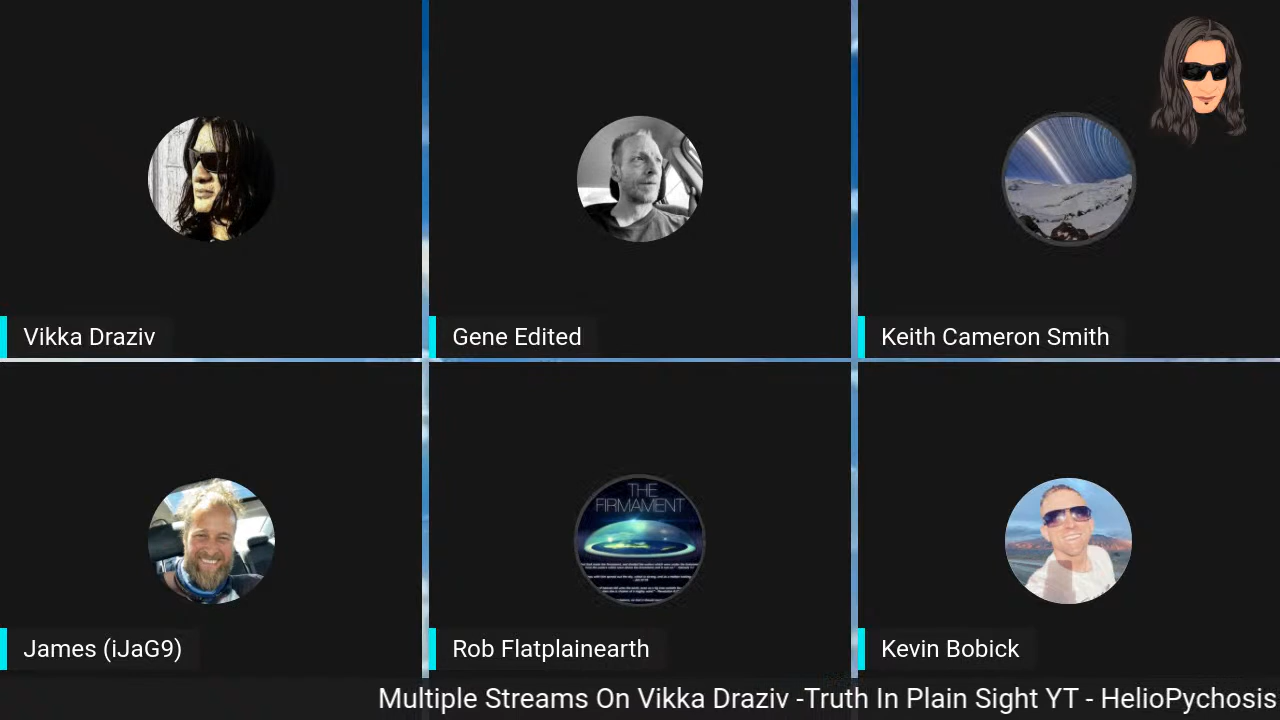 Vikka Draziv
Gene Edited
Keith Cameron Smith
THE
FIRMAMENT
James (iJaG9)
Rob Flatplainearth
Kevin Bobick
Multiple Streams On Vikka Draziv -Truth In Plain Sight YT - HelioPychosis